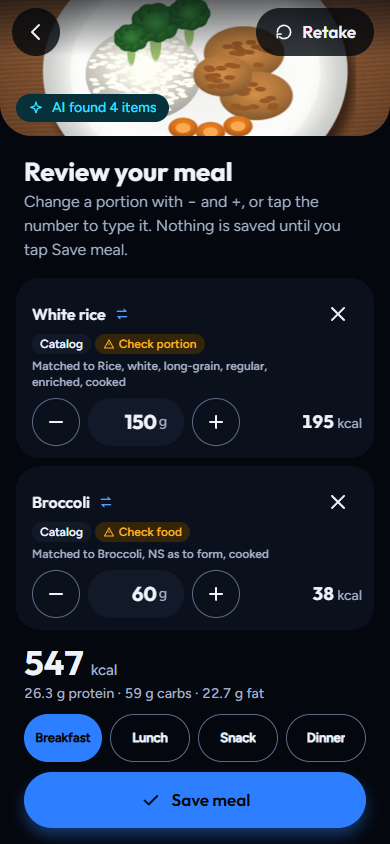 Retake
AI found 4 items
Review your meal
Change a portion with − and +, or tap the
number to type it. Nothing is saved until you
tap Save meal.
White rice
Catalog
Check portion
Matched to Rice, white, long-grain, regular,
enriched, cooked
150 g
195 kcal
Broccoli
Catalog
Check food
Matched to Broccoli, NS as to form, cooked
60 g
38 kcal
547 kcal
26.3 g protein · 59 g carbs · 22.7 g fat
Breakfast
Lunch
Snack
Dinner
Save meal